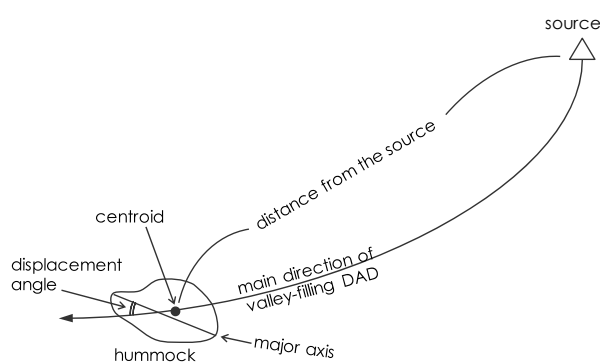 source
distance from the source
centroid
main direction of
valley-filling DAD
displacement
angle
major axis
hummock